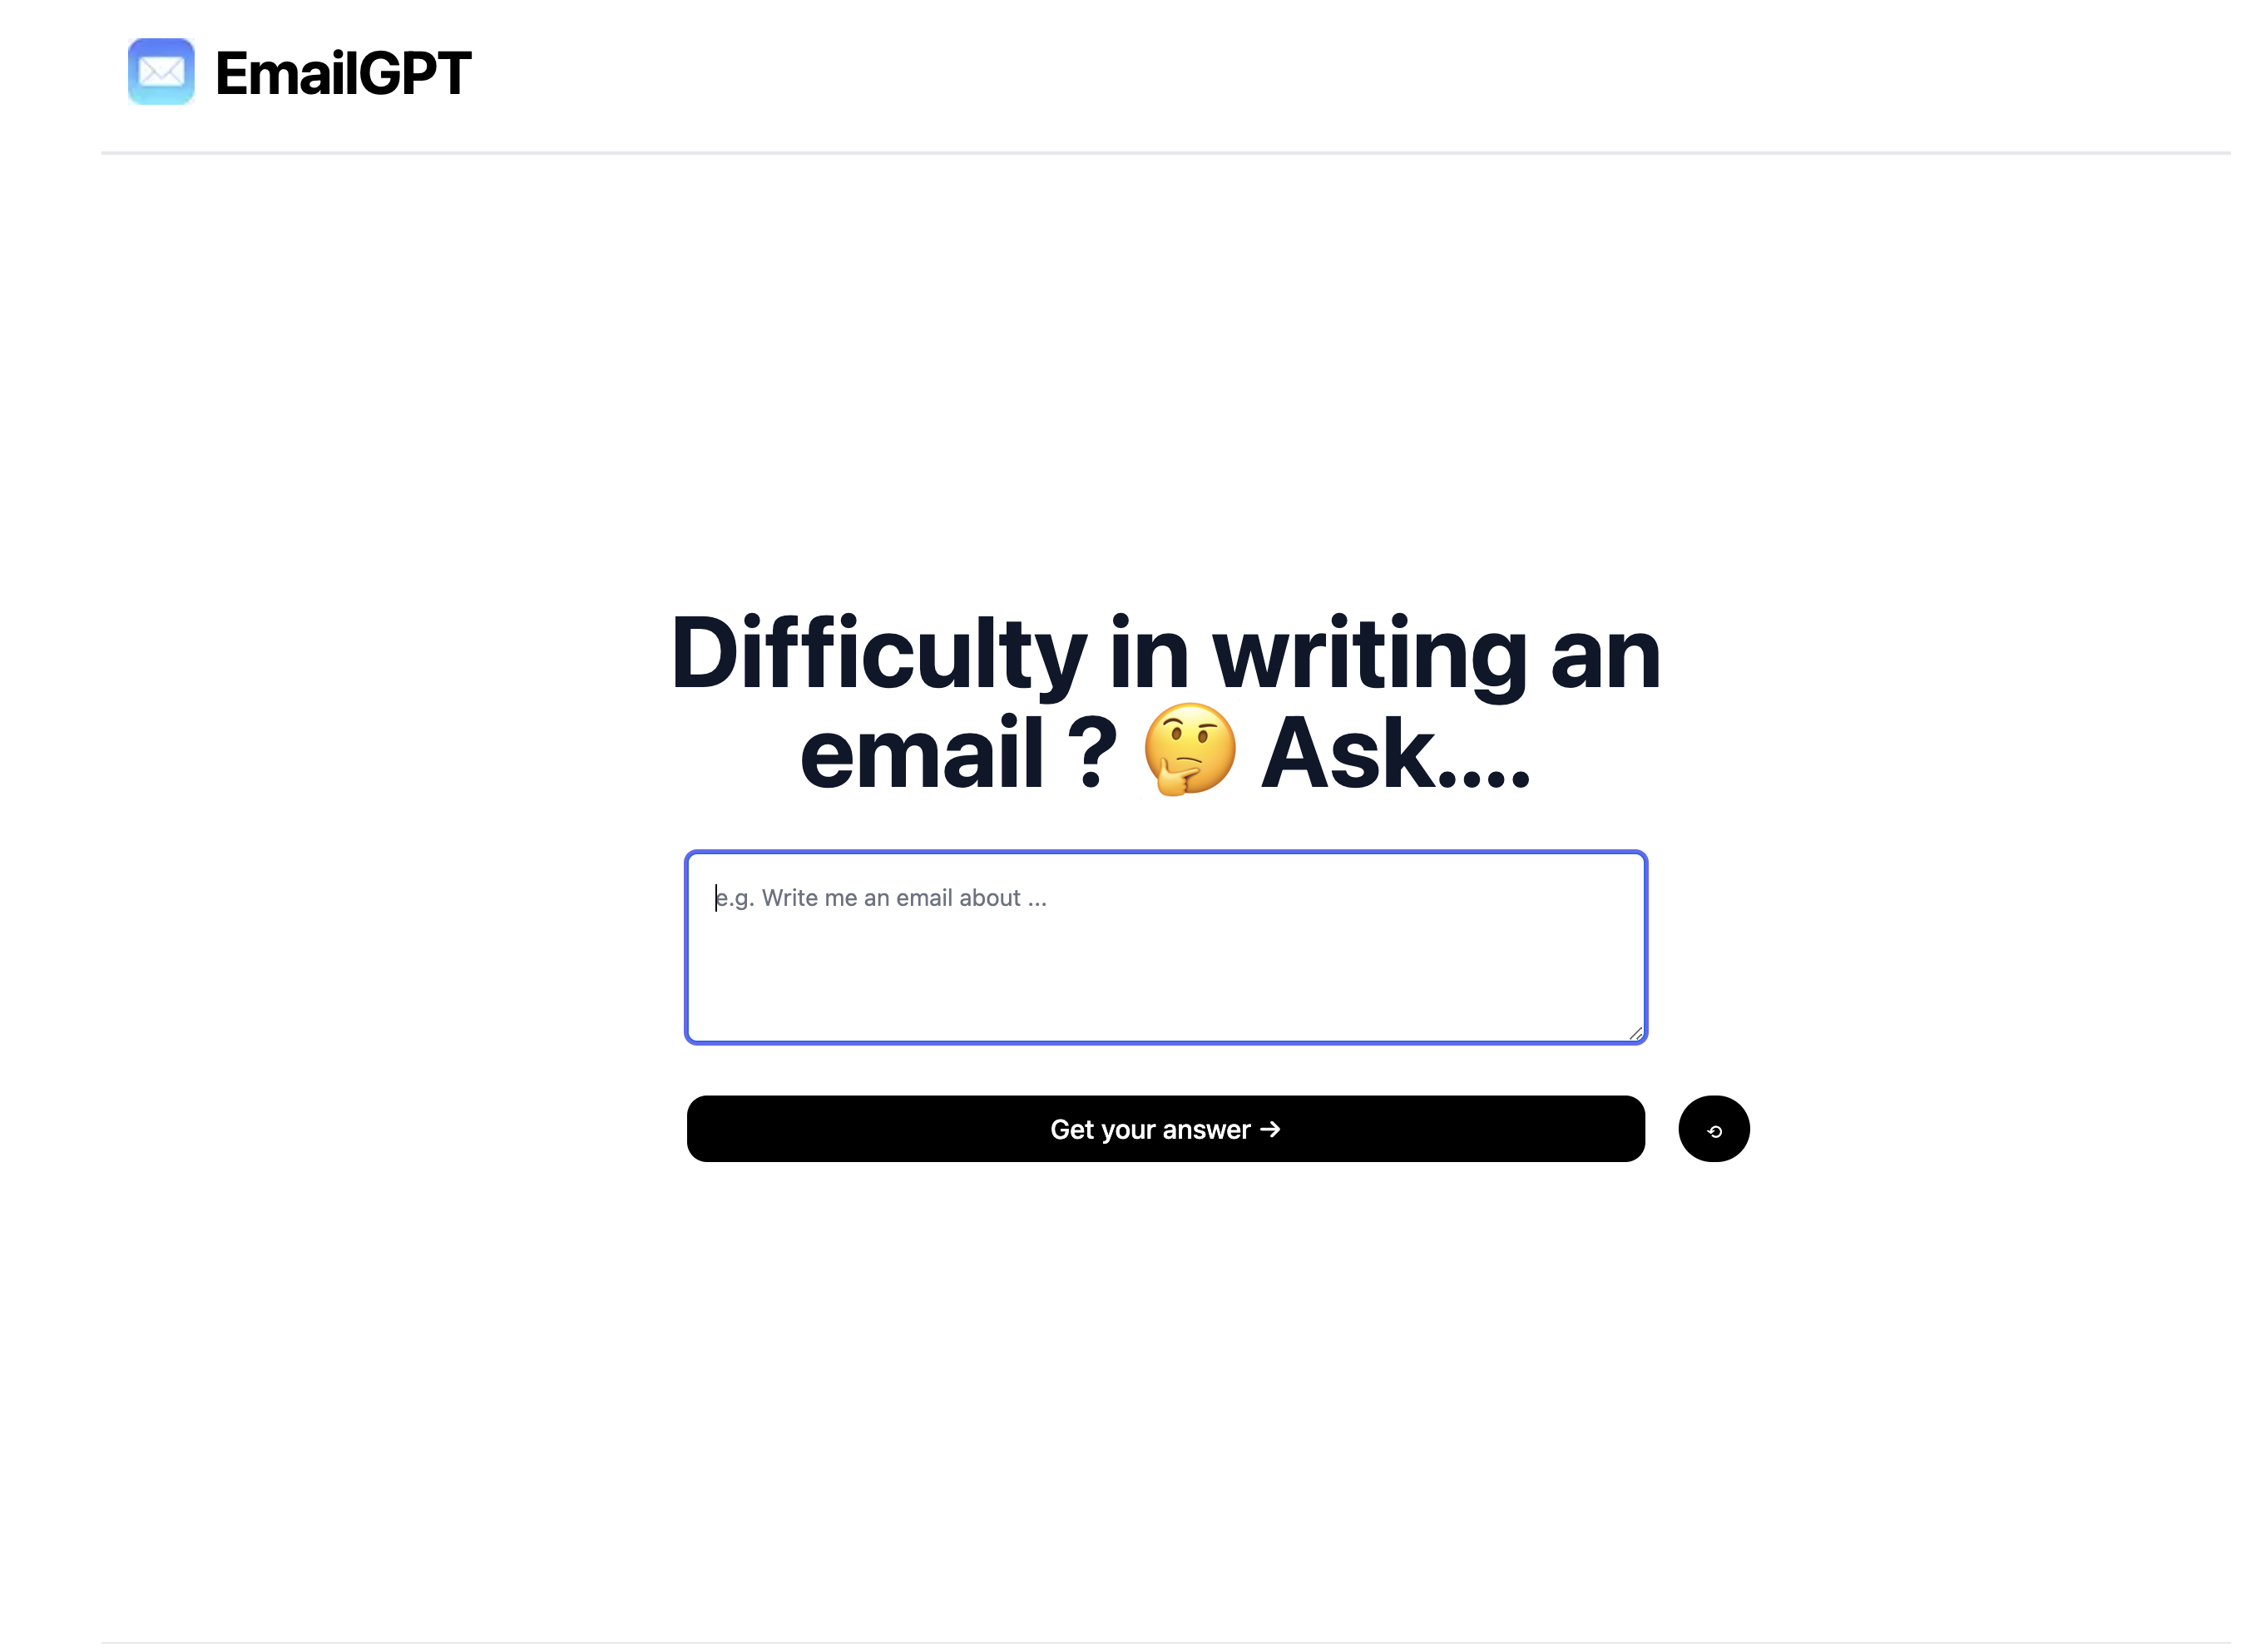 EmailGPT
Difficulty in writing an
email ? 🤔 Ask....
e.g. Write me an email about ...
Get your answer →
⟲